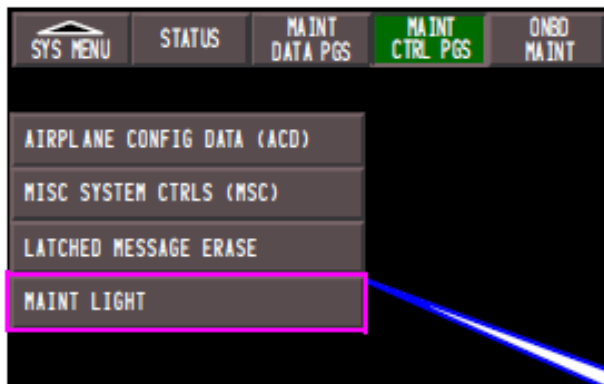 SYS MENU
STATUS
MAINT
DATA PGS
MAINT
CTRL PGS
ONBD
MAINT
AIRPLANE CONFIG DATA (ACD)
MISC SYSTEM CTRLS (MSC)
LATCHED MESSAGE ERASE
MAINT LIGHT